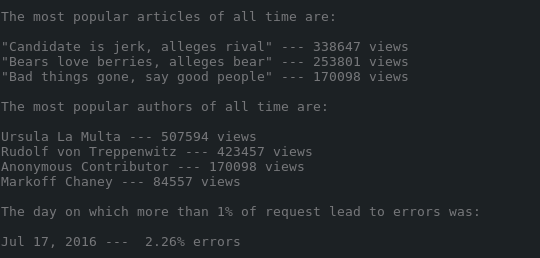 The most popular articles of all time are:
"Candidate is jerk, alleges rival" --- 338647 views
"Bears love berries, alleges bear" --- 253801 views
"Bad things gone, say good people" --- 170098 views
The most popular authors of all time are:
Ursula La Multa --- 507594 views
Rudolf von Treppenwitz --- 423457 views
Anonymous Contributor --- 170098 views
Markoff Chaney --- 84557 views
The day on which more than 1% of request lead to errors was:
Jul 17, 2016 ---  2.26% errors